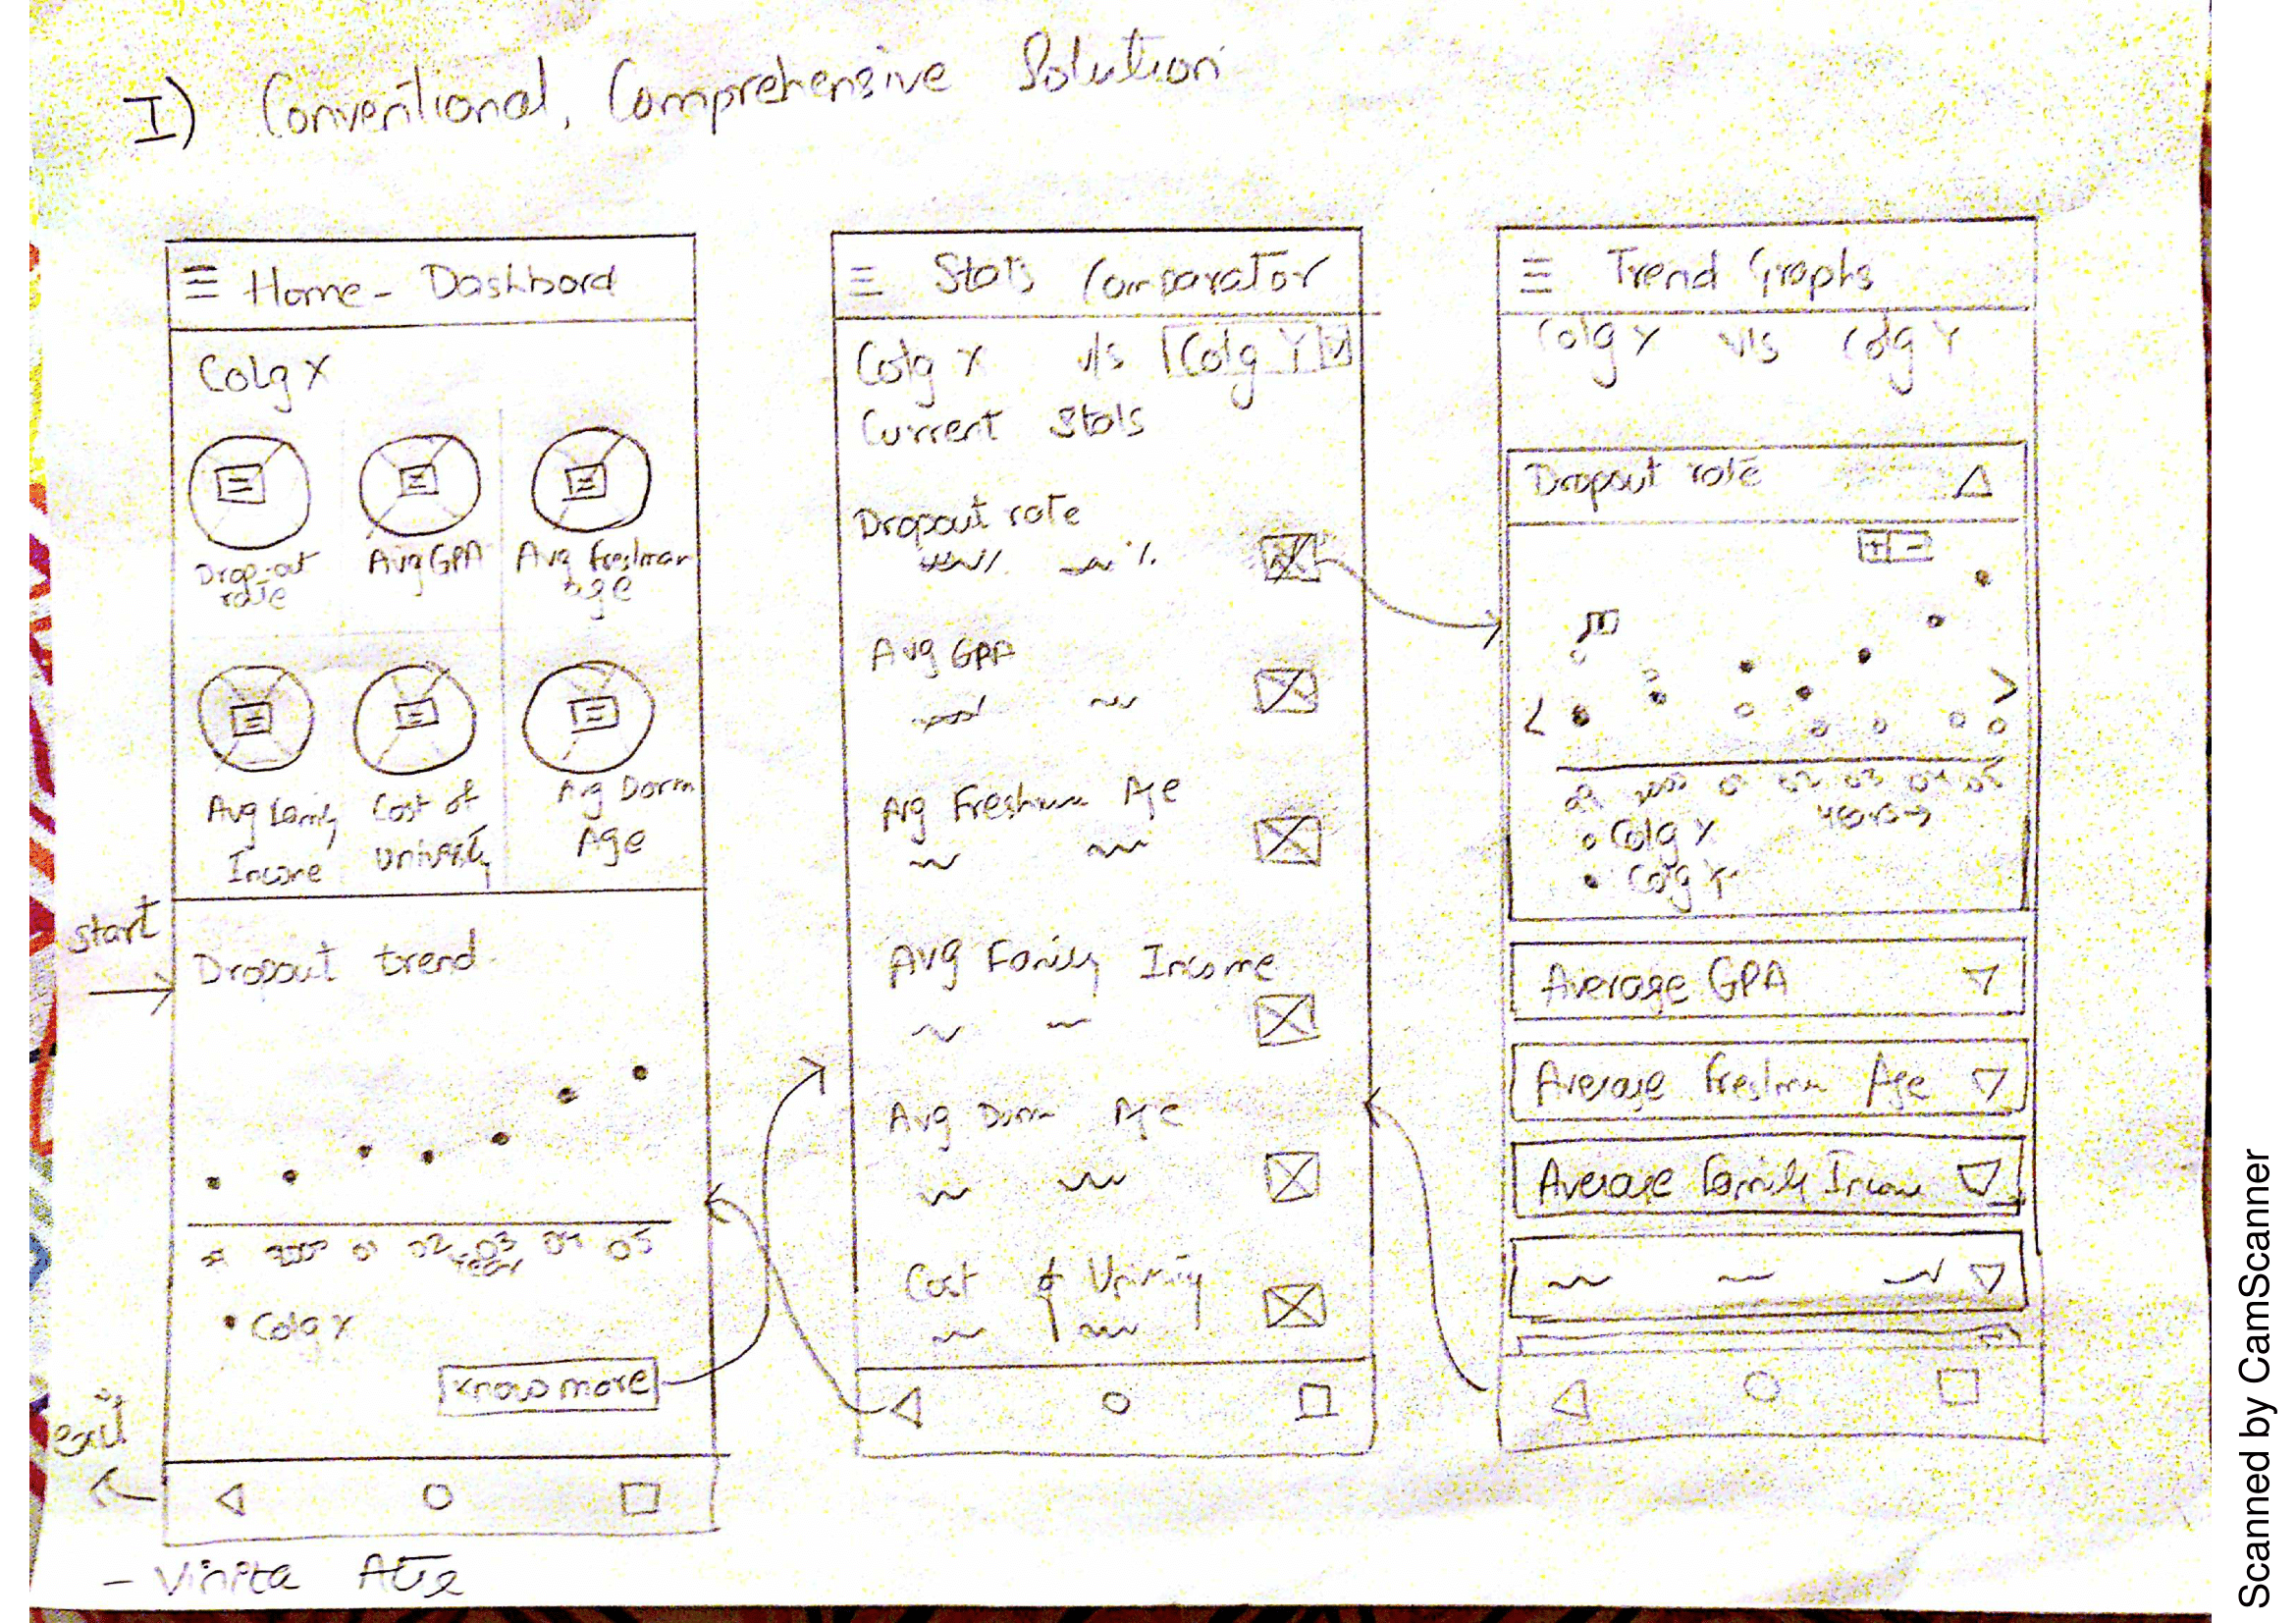 I) Conventional, Comprehensive Solution
Home - Dashbord
Colg X
Drop-out rate
Avg GPA
Avg Freshman age
Avg Family Income
Cost of University
Avg Dorm Age
start
Dropout trend
2000 01 02 03 04 05
year
Colg X
know more
exit
Stats Comparator
Colg X v/s Colg Y
Current Stats
Dropout rate
% %
Avg GPA
Avg Freshman Age
Avg Family Income
Avg Dorm Age
Cost of University
Trend Graphs
Colg X v/s Colg Y
Dropout rate
+ -
2000 01 02 03 04 05
years →
Colg X
Colg Y
Average GPA
Average Freshman Age
Average Family Income
- Vinita
Scanned by CamScanner